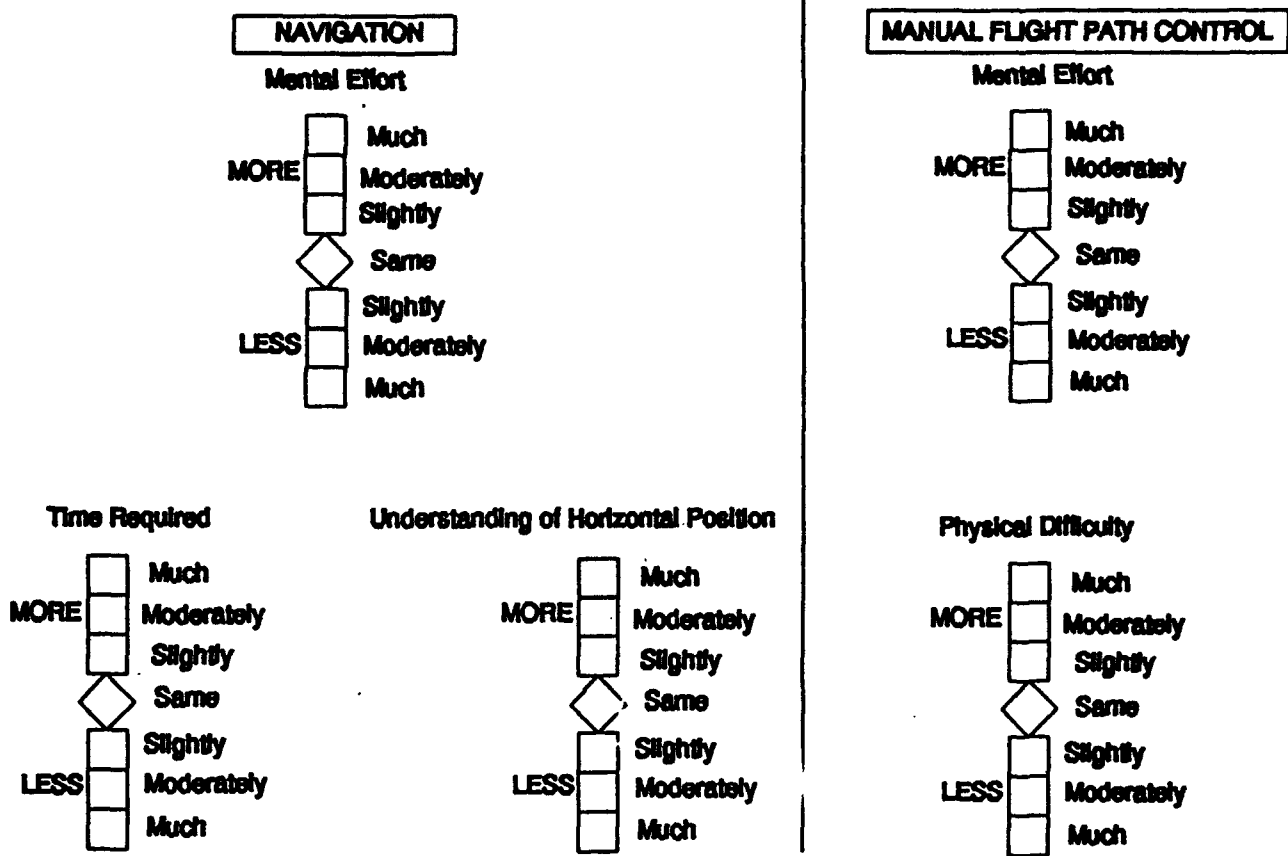 NAVIGATION
Mental Effort
Much
MORE
Moderately
Slightly
Same
Slightly
LESS
Moderately
Much
Time Required
Much
MORE
Moderately
Slightly
Same
Slightly
LESS
Moderately
Much
Understanding of Horizontal Position
Much
MORE
Moderately
Slightly
Same
Slightly
LESS
Moderately
Much
MANUAL FLIGHT PATH CONTROL
Mental Effort
Much
MORE
Moderately
Slightly
Same
Slightly
LESS
Moderately
Much
Physical Difficulty
Much
MORE
Moderately
Slightly
Same
Slightly
LESS
Moderately
Much